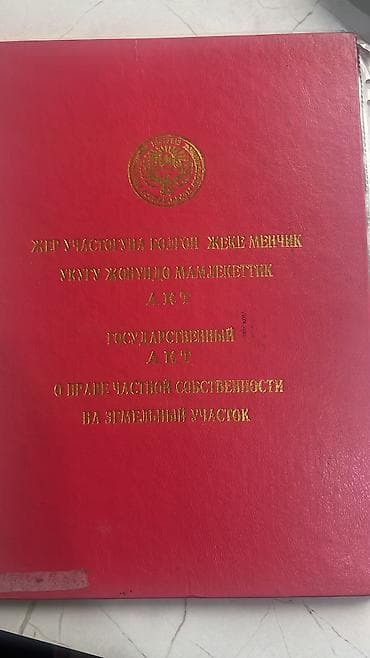 ЖЕР УЧАСТОГУНА БОЛГОН ЖЕКЕ МЕНЧИК
УКУГУ ЖОНУНДО МАМЛЕКЕТТИК
АКТ
ГОСУДАРСТВЕННЫЙ
АКТ
О ПРАВЕ ЧАСТНОЙ СОБСТВЕННОСТИ
НА ЗЕМЕЛЬНЫЙ УЧАСТОК